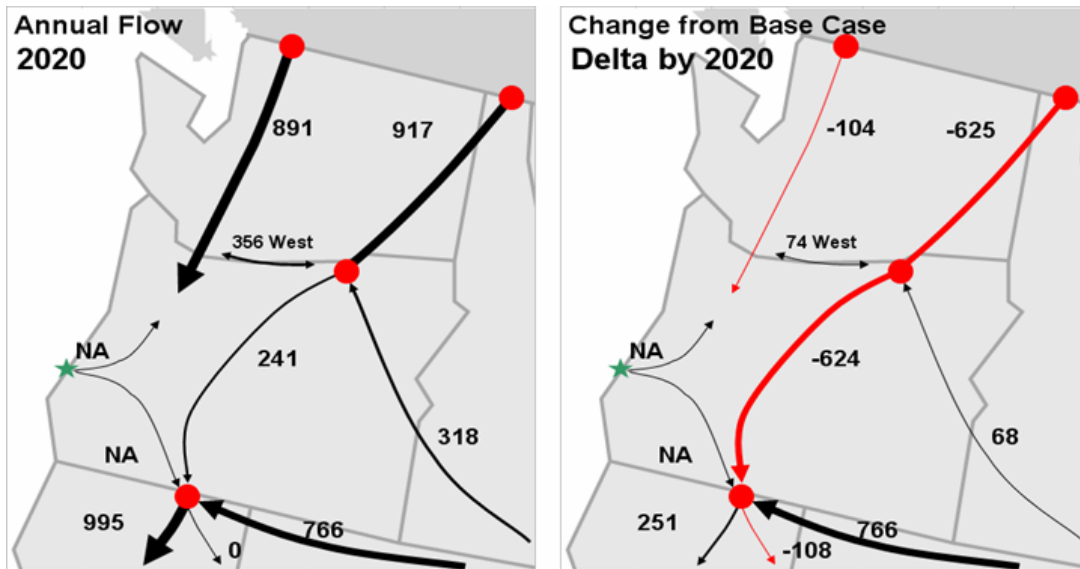 Annual Flow
2020
891
917
356 West
NA
241
318
NA
995
766
0
Change from Base Case
Delta by 2020
-104
-625
74 West
NA
-624
68
NA
251
766
-108